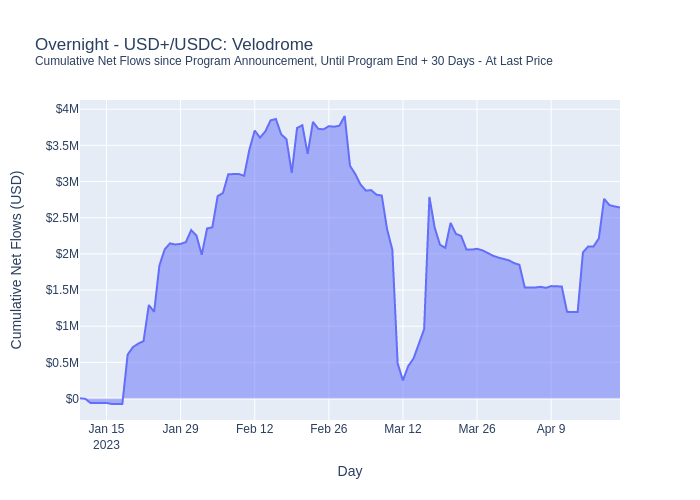 Overnight - USD+/USDC: Velodrome
Cumulative Net Flows since Program Announcement, Until Program End + 30 Days - At Last Price
Cumulative Net Flows (USD)
$4M
$3.5M
$3M
$2.5M
$2M
$1.5M
$1M
$0.5M
$0
Jan 15 Jan 29 Feb 12 Feb 26 Mar 12 Mar 26 Apr 9
2023
Day